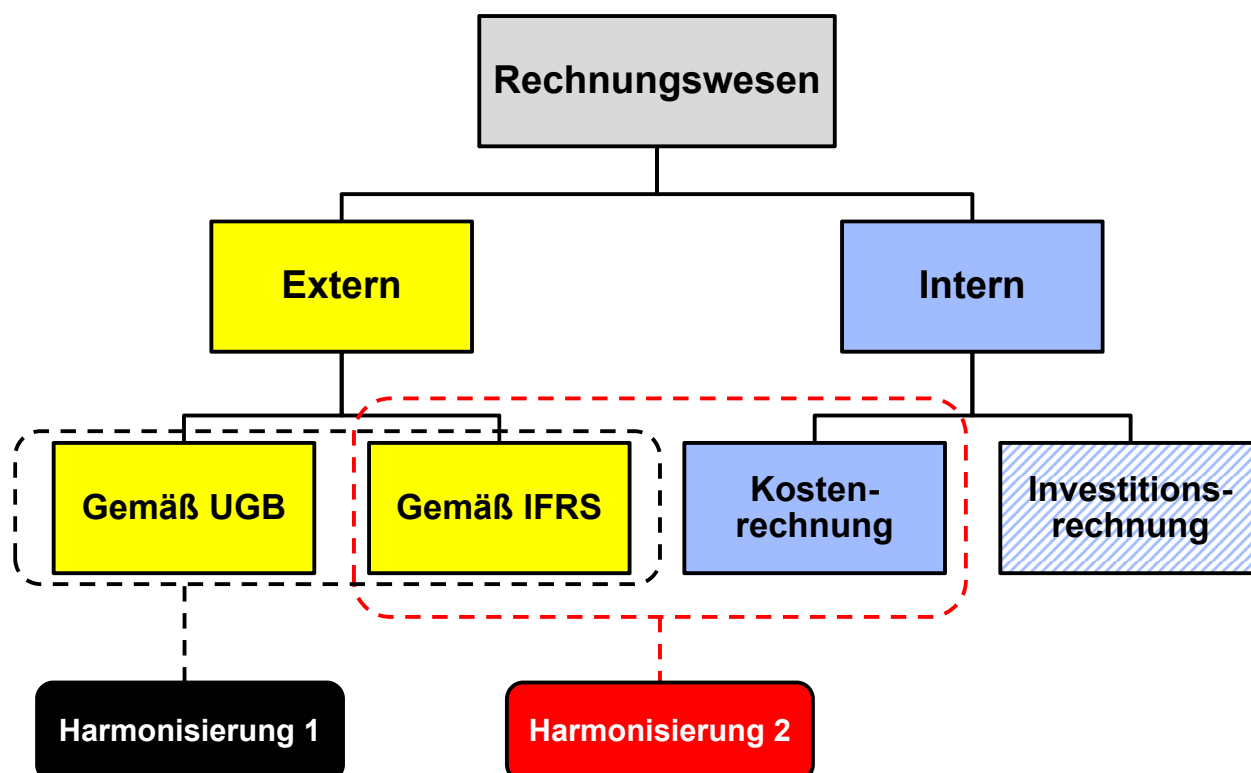 Rechnungswesen
Extern
Intern
Gemäß UGB
Gemäß IFRS
Kosten-
rechnung
Investitions-
rechnung
Harmonisierung 1
Harmonisierung 2